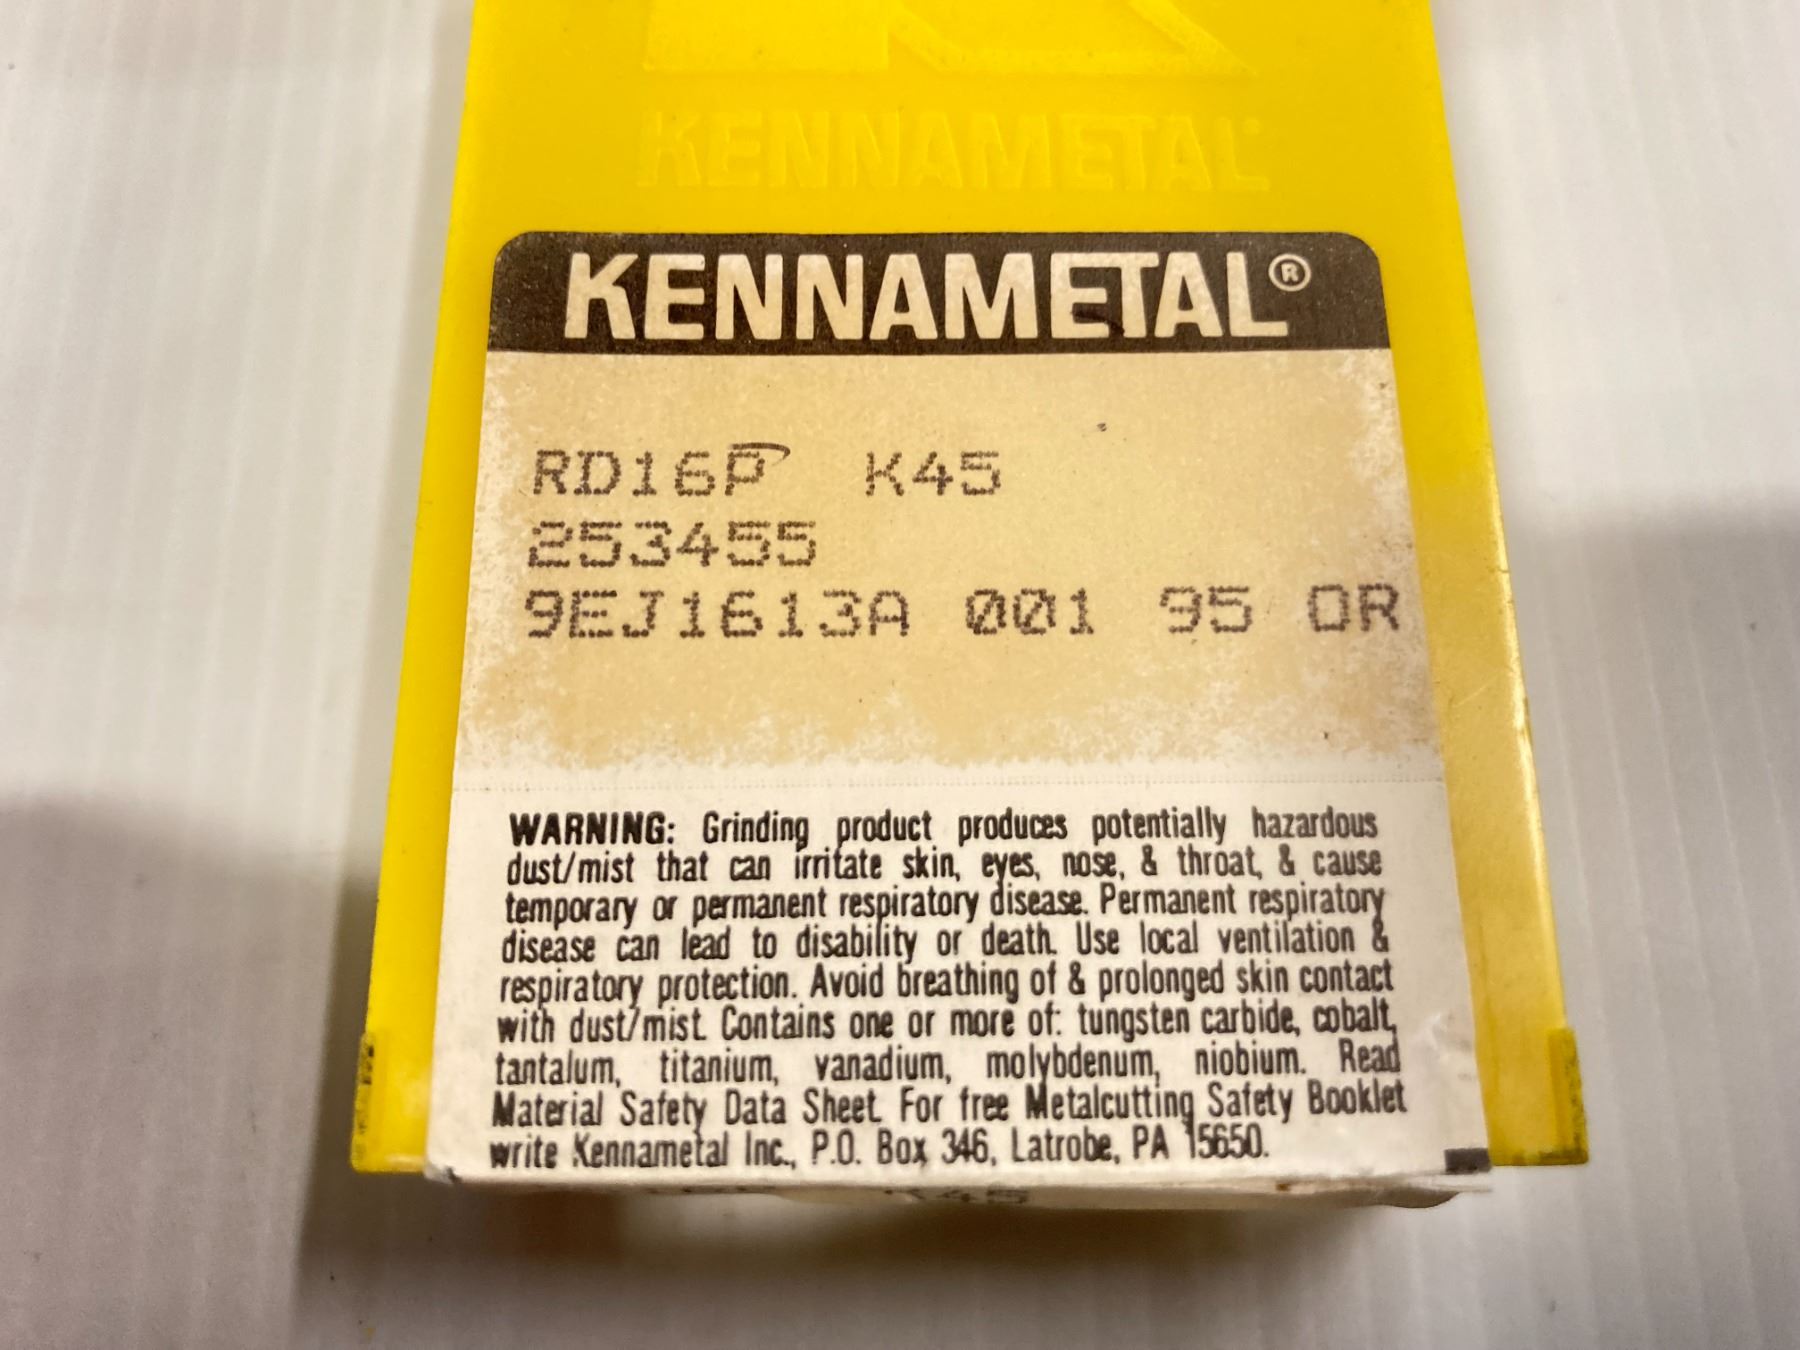 KENNAMETAL
KENNAMETAL®
RD16P K45
253455
9EJ1613A 001 95 OR
WARNING: Grinding product produces potentially hazardous
dust/mist that can irritate skin, eyes, nose, & throat, & cause
temporary or permanent respiratory disease. Permanent respiratory
disease can lead to disability or death. Use local ventilation &
respiratory protection. Avoid breathing of & prolonged skin contact
with dust/mist. Contains one or more of: tungsten carbide, cobalt,
tantalum, titanium, vanadium, molybdenum, niobium. Read
Material Safety Data Sheet. For free Metalcutting Safety Booklet
write Kennametal Inc., P.O. Box 346, Latrobe, PA 15650.
K45